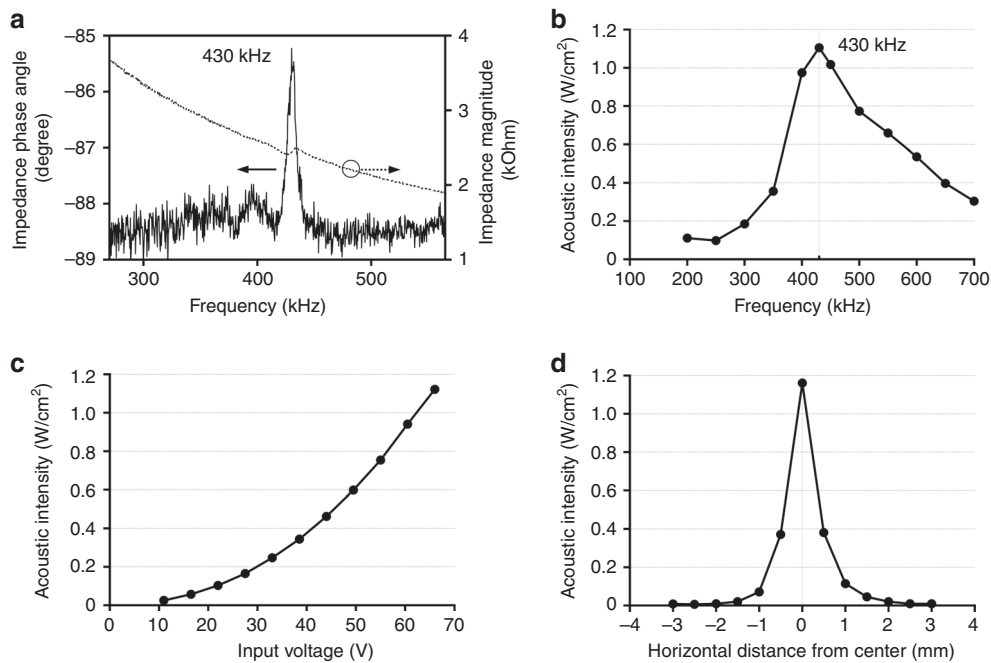 a
–85
–86
–87
–88
–89
Impedance phase angle
(degree)
430 kHz
4
3
2
1
Impedance magnitude
(kOhm)
300 400 500
Frequency (kHz)
b
1.2
1.0
0.8
0.6
0.4
0.2
0
Acoustic intensity (W/cm²)
430 kHz
100 200 300 400 500 600 700
Frequency (kHz)
c
1.2
1.0
0.8
0.6
0.4
0.2
0
Acoustic intensity (W/cm²)
0 10 20 30 40 50 60 70
Input voltage (V)
d
1.2
1.0
0.8
0.6
0.4
0.2
0
Acoustic intensity (W/cm²)
–4 –3 –2 –1 0 1 2 3 4
Horizontal distance from center (mm)